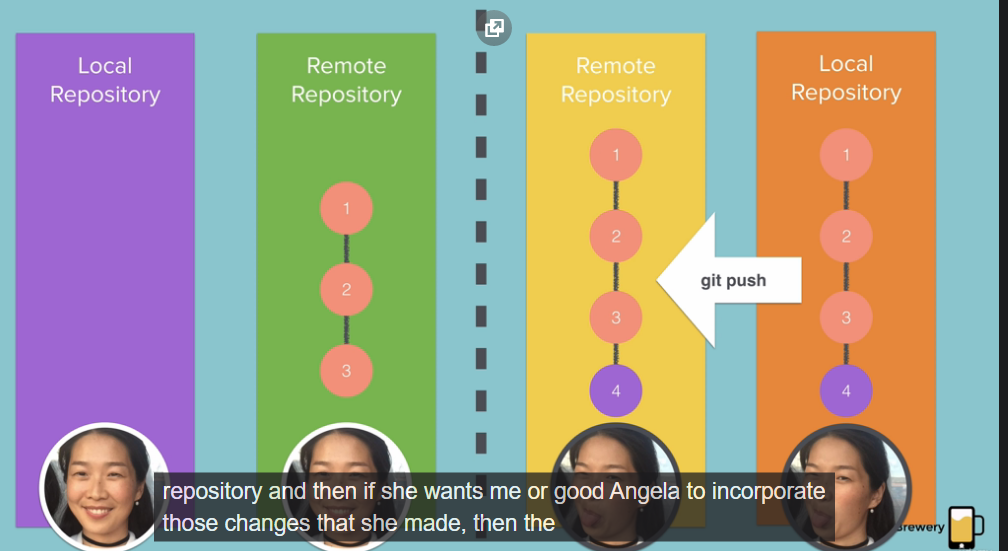 Local
Repository
Remote
Repository
Remote
Repository
Local
Repository
1
2
3
1
2
3
4
git push
1
2
3
4
repository and then if she wants me or good Angela to incorporate
those changes that she made, then the
Brewery